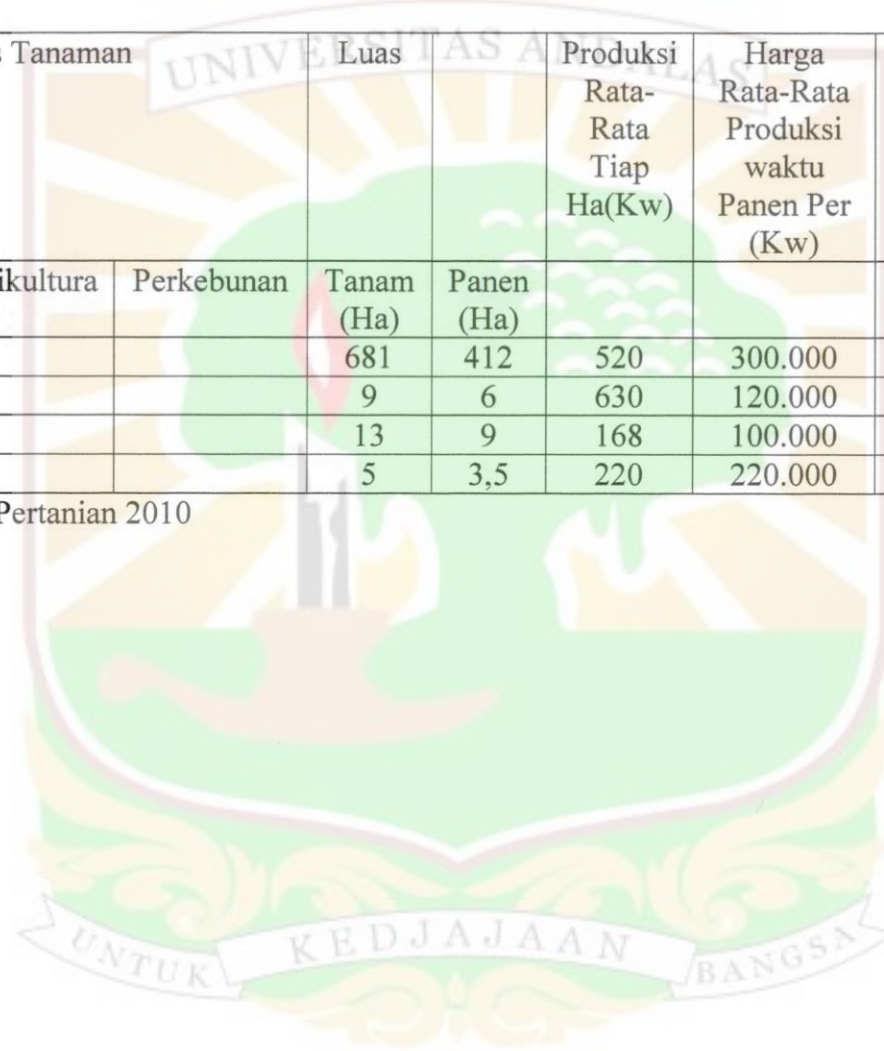 s Tanaman Luas Produksi Rata-Rata Tiap Ha(Kw) Harga Rata-Rata Produksi waktu Panen Per (Kw)
ikultura Perkebunan Tanam (Ha) Panen (Ha)
681 412 520 300.000
9 6 630 120.000
13 9 168 100.000
5 3,5 220 220.000
Pertanian 2010
UNIVERSITAS ANDALAS
UNTUK KEDJAJAAN BANGSA